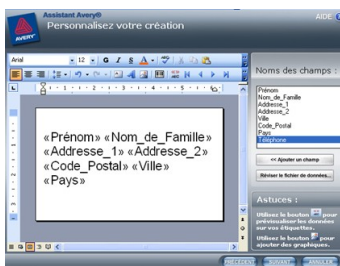 Assistant Avery®
Personnalisez votre création
AIDE
AVERY
Arial
12
G I S
Noms des champs :
Prénom
Nom_de_Famille
Addresse_1
Addresse_2
Ville
Code_Postal
Pays
Téléphone
<< Ajouter un champ
Réviser le fichier de données...
«Prénom» «Nom_de_Famille»
«Addresse_1» «Addresse_2»
«Code_Postal» «Ville»
«Pays»
Astuces :
Utilisez le bouton pour
prévisualiser les données
sur vos étiquettes.
Utilisez le bouton pour
ajouter des graphiques.
PRÉCÉDENT
SUIVANT
ANNULER